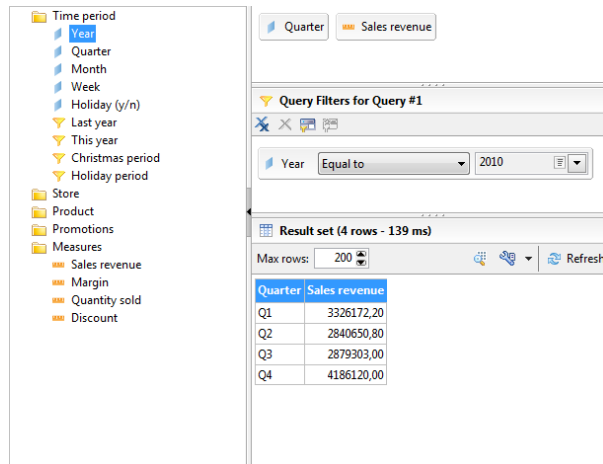 Time period
Year
Quarter
Month
Week
Holiday (y/n)
Last year
This year
Christmas period
Holiday period
Store
Product
Promotions
Measures
Sales revenue
Margin
Quantity sold
Discount
Quarter Sales revenue
Query Filters for Query #1
Year Equal to 2010
Result set (4 rows - 139 ms)
Max rows: 200 Refresh
Quarter Sales revenue
Q1 3326172,20
Q2 2840650,80
Q3 2879303,00
Q4 4186120,00